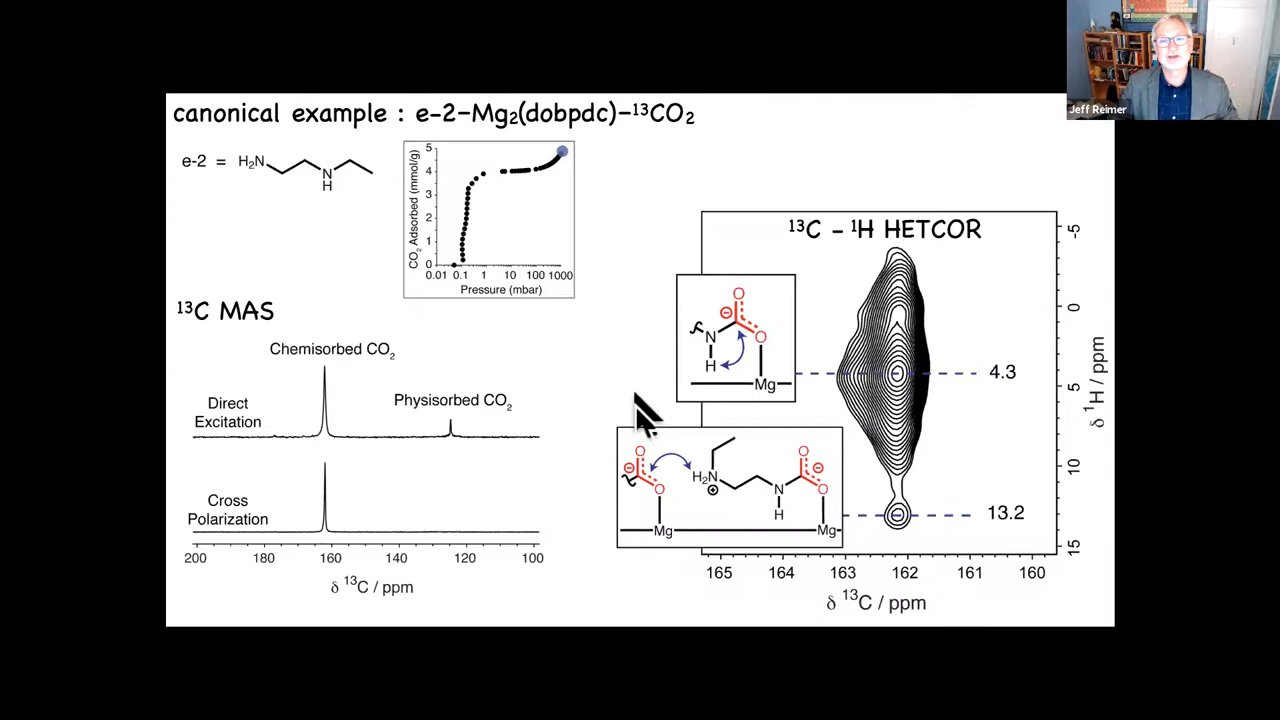 Jeff Reimer
canonical example : e-2-Mg₂(dobpdc)-¹³CO₂
e-2 = H₂N N H
CO₂ Adsorbed (mmol/g)
5
4
3
2
1
0
0.01 0.1 1 10 100 1000
Pressure (mbar)
¹³C MAS
Chemisorbed CO₂
Physisorbed CO₂
Direct
Excitation
Cross
Polarization
200 180 160 140 120 100
δ ¹³C / ppm
¹³C - ¹H HETCOR
O
⊖
N O
H
Mg
O O
⊖ H₂N ⊖
O ⊕ N O
H
Mg Mg
4.3
13.2
-5
0
5
10
15
δ ¹H / ppm
165 164 163 162 161 160
δ ¹³C / ppm